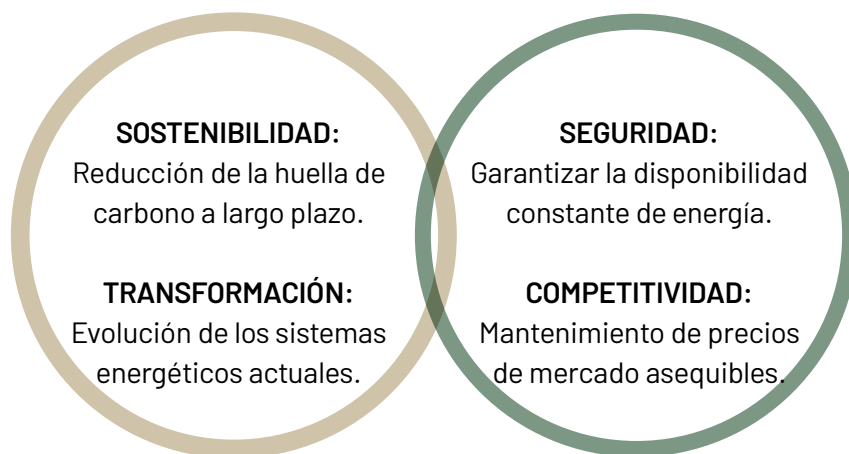 SOSTENIBILIDAD:
Reducción de la huella de
carbono a largo plazo.
TRANSFORMACIÓN:
Evolución de los sistemas
energéticos actuales.
SEGURIDAD:
Garantizar la disponibilidad
constante de energía.
COMPETITIVIDAD:
Mantenimiento de precios
de mercado asequibles.